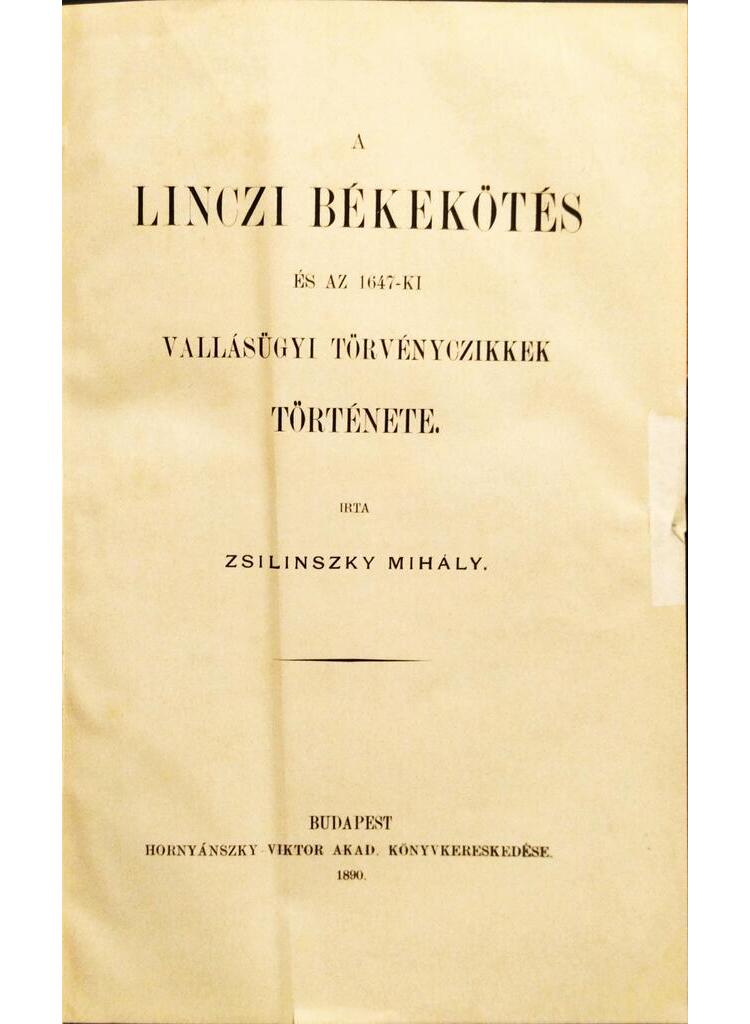 A
LINCZI BÉKEKÖTÉS
ÉS AZ 1647-KI
VALLÁSÜGYI TÖRVÉNYCZIKKEK
TÖRTÉNETE.
IRTA
ZSILINSZKY MIHÁLY.
BUDAPEST
HORNYÁNSZKY VIKTOR AKAD. KÖNYVKERESKEDÉSE.
1890.